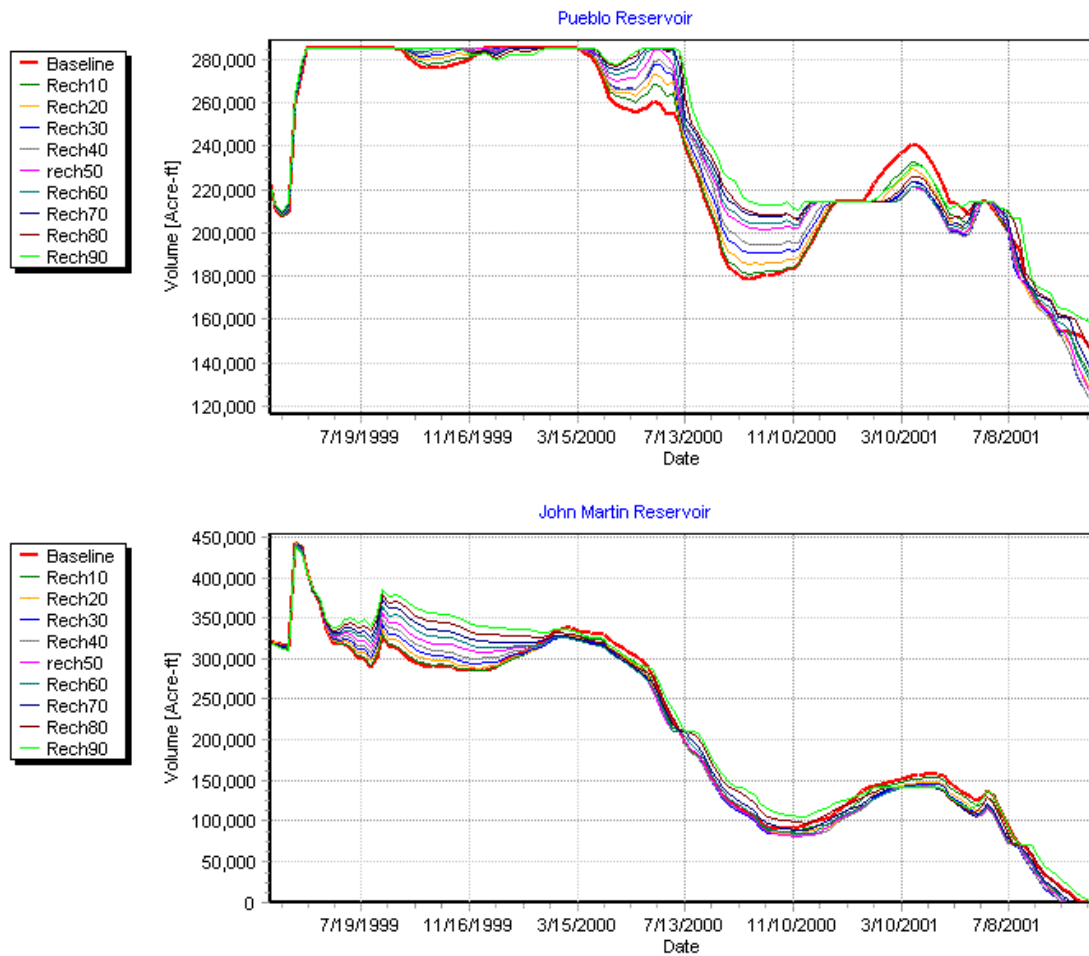 Pueblo Reservoir
Baseline
Rech10
Rech20
Rech30
Rech40
rech50
Rech60
Rech70
Rech80
Rech90
Volume [Acre-ft]
280,000
260,000
240,000
220,000
200,000
180,000
160,000
140,000
120,000
7/19/1999 11/16/1999 3/15/2000 7/13/2000 11/10/2000 3/10/2001 7/8/2001
Date
John Martin Reservoir
Baseline
Rech10
Rech20
Rech30
Rech40
rech50
Rech60
Rech70
Rech80
Rech90
Volume [Acre-ft]
450,000
400,000
350,000
300,000
250,000
200,000
150,000
100,000
50,000
0
7/19/1999 11/16/1999 3/15/2000 7/13/2000 11/10/2000 3/10/2001 7/8/2001
Date